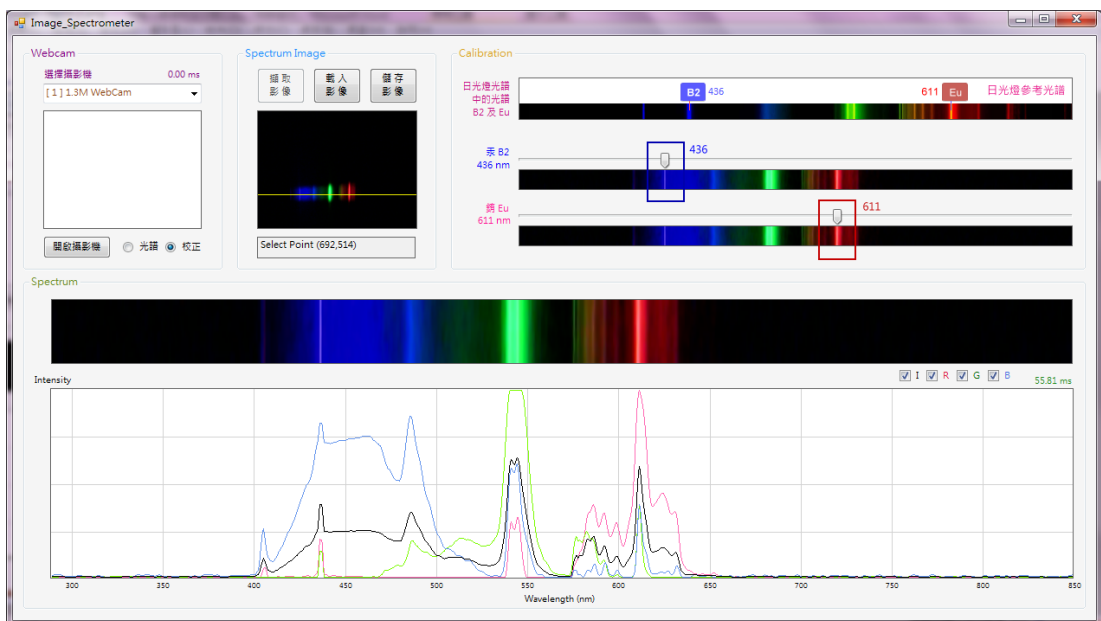 Image_Spectrometer
Webcam
選擇攝影機 0.00 ms
[ 1 ] 1.3M WebCam
開啟攝影機 光譜 校正
Spectrum Image
擷取
影像
載入
影像
儲存
影像
Select Point (692,514)
Calibration
日光燈光譜
中的光譜
B2 及 Eu
B2 436
611 Eu
日光燈參考光譜
汞 B2
436 nm
436
銪 Eu
611 nm
611
Spectrum
Intensity
I R G B
55.81 ms
300 350 400 450 500 550 600 650 700 750 800 850
Wavelength (nm)